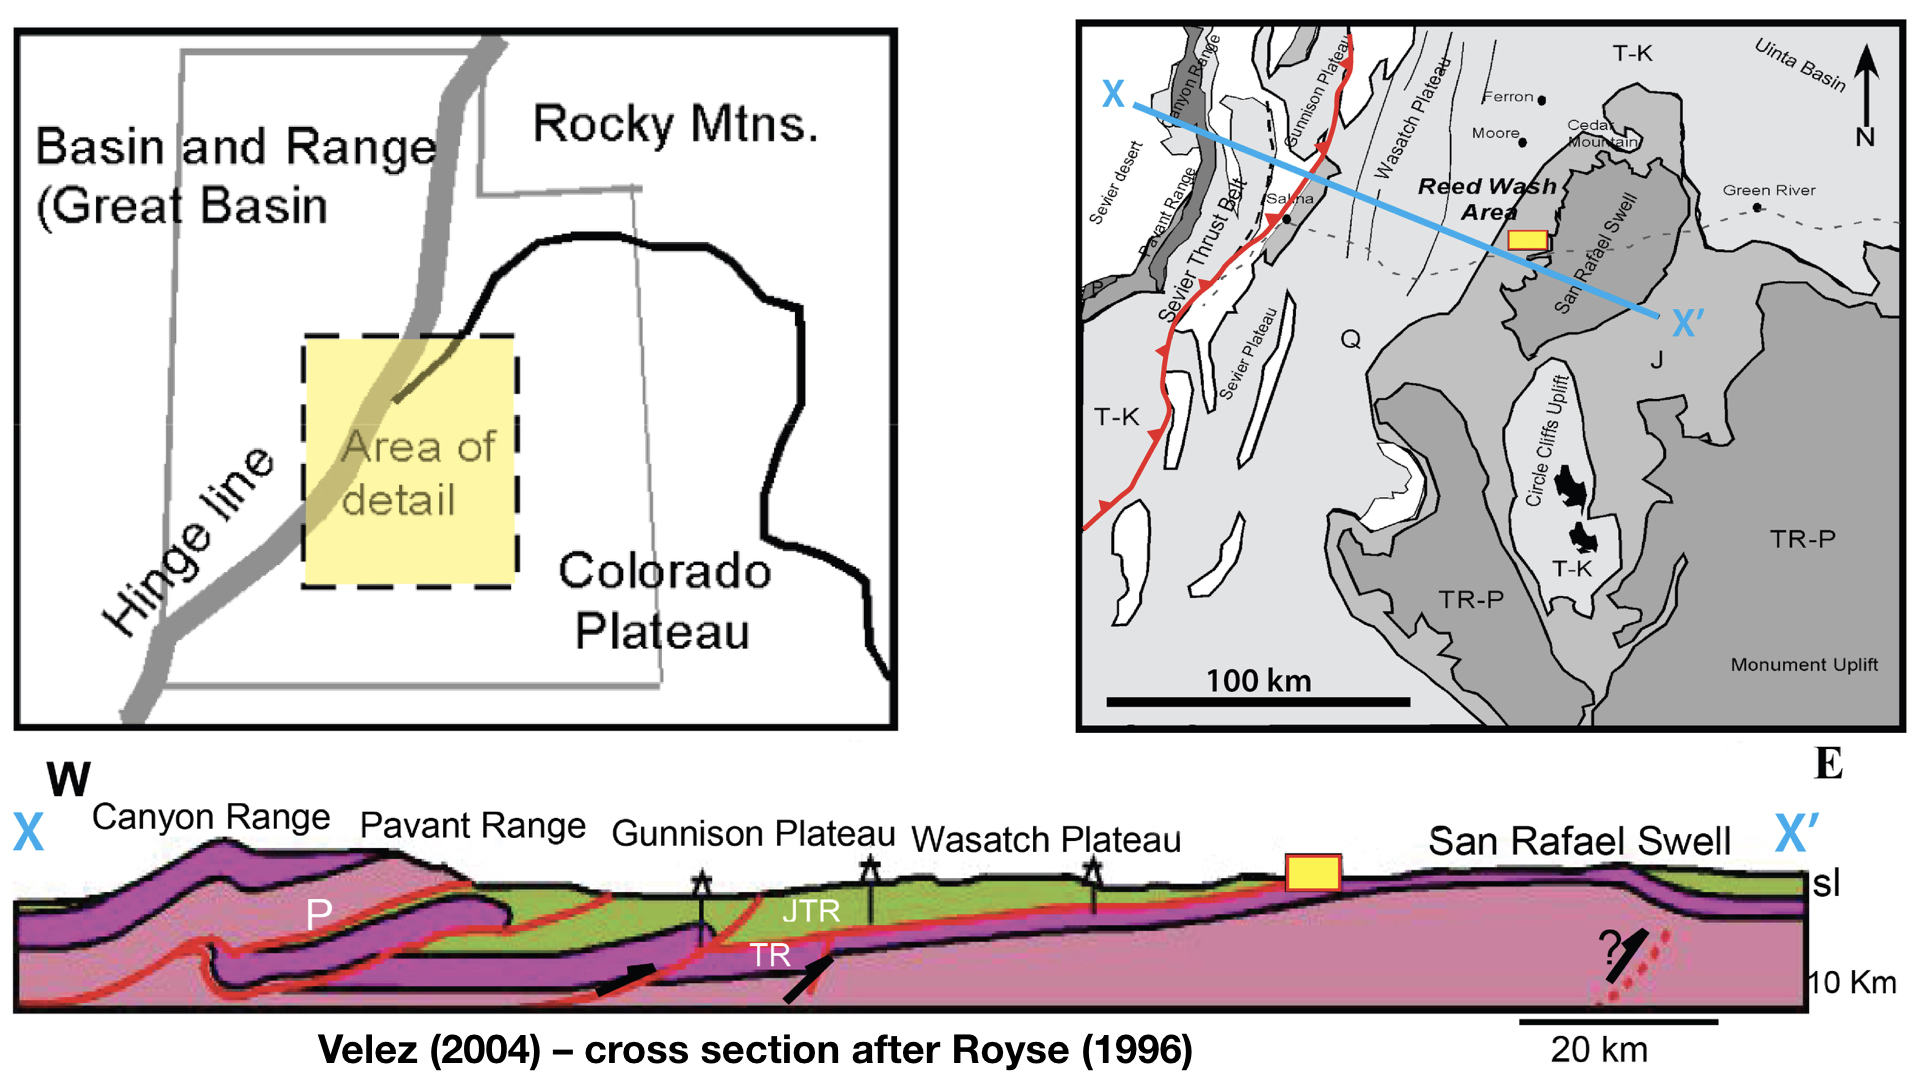 Basin and Range
(Great Basin
Rocky Mtns.
Hinge line
Area of
detail
Colorado
Plateau
X
Canyon Range
Gunnison Plateau
Wasatch Plateau
T-K
Uinta Basin
N
Ferron
Moore
Cedar
Mountain
Sevier desert
Pavant Range
Sevier Thrust Belt
Salina
Reed Wash
Area
San Rafael Swell
Green River
X’
P
Sevier Plateau
Q
J
T-K
Circle Cliffs Uplift
T-K
TR-P
TR-P
Monument Uplift
100 km
W
E
X
Canyon Range
Pavant Range
Gunnison Plateau
Wasatch Plateau
San Rafael Swell
X’
sl
P
JTR
TR
?
10 Km
20 km
Velez (2004) – cross section after Royse (1996)